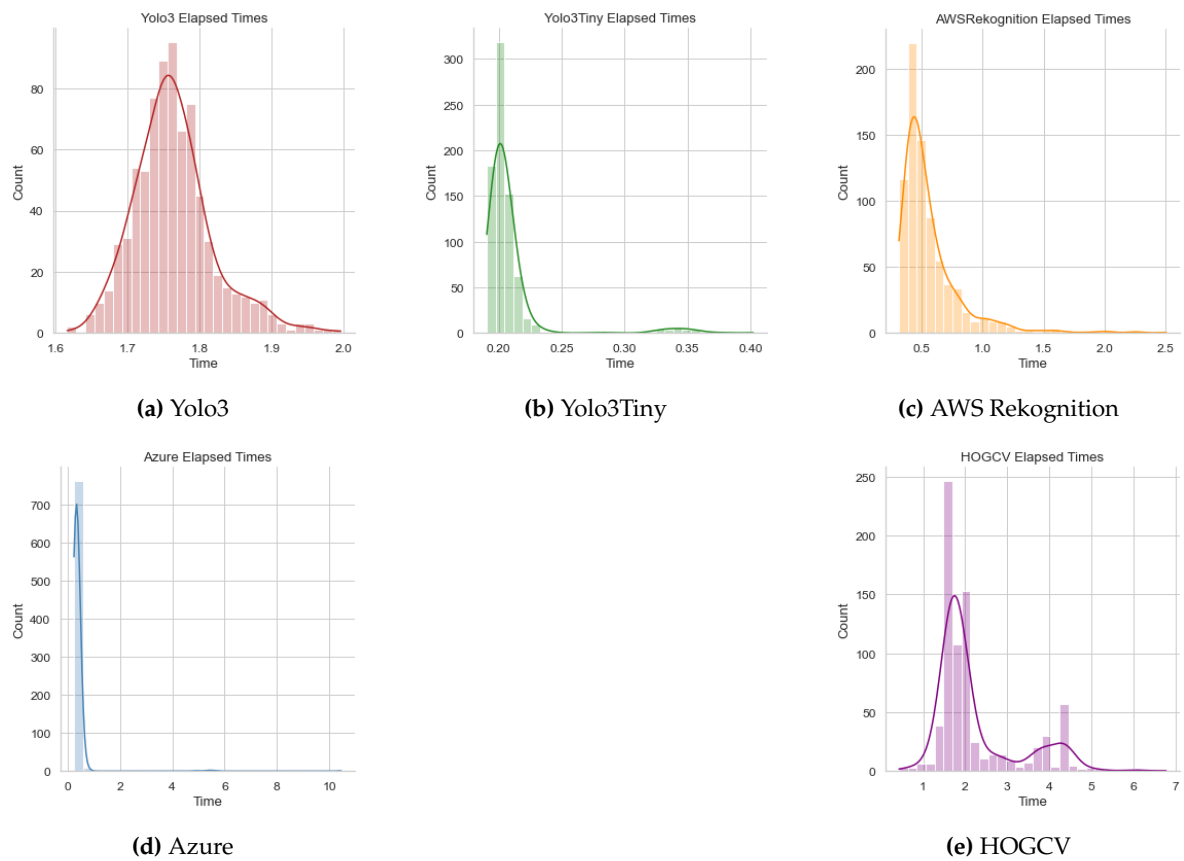 Yolo3 Elapsed Times
Count
80
60
40
20
0
1.6 1.7 1.8 1.9 2.0
Time
(a) Yolo3
Yolo3Tiny Elapsed Times
Count
300
250
200
150
100
50
0
0.20 0.25 0.30 0.35 0.40
Time
(b) Yolo3Tiny
AWSRekognition Elapsed Times
Count
200
150
100
50
0
0.5 1.0 1.5 2.0 2.5
Time
(c) AWS Rekognition
Azure Elapsed Times
Count
700
600
500
400
300
200
100
0
0 2 4 6 8 10
Time
(d) Azure
HOGCV Elapsed Times
Count
250
200
150
100
50
0
1 2 3 4 5 6 7
Time
(e) HOGCV